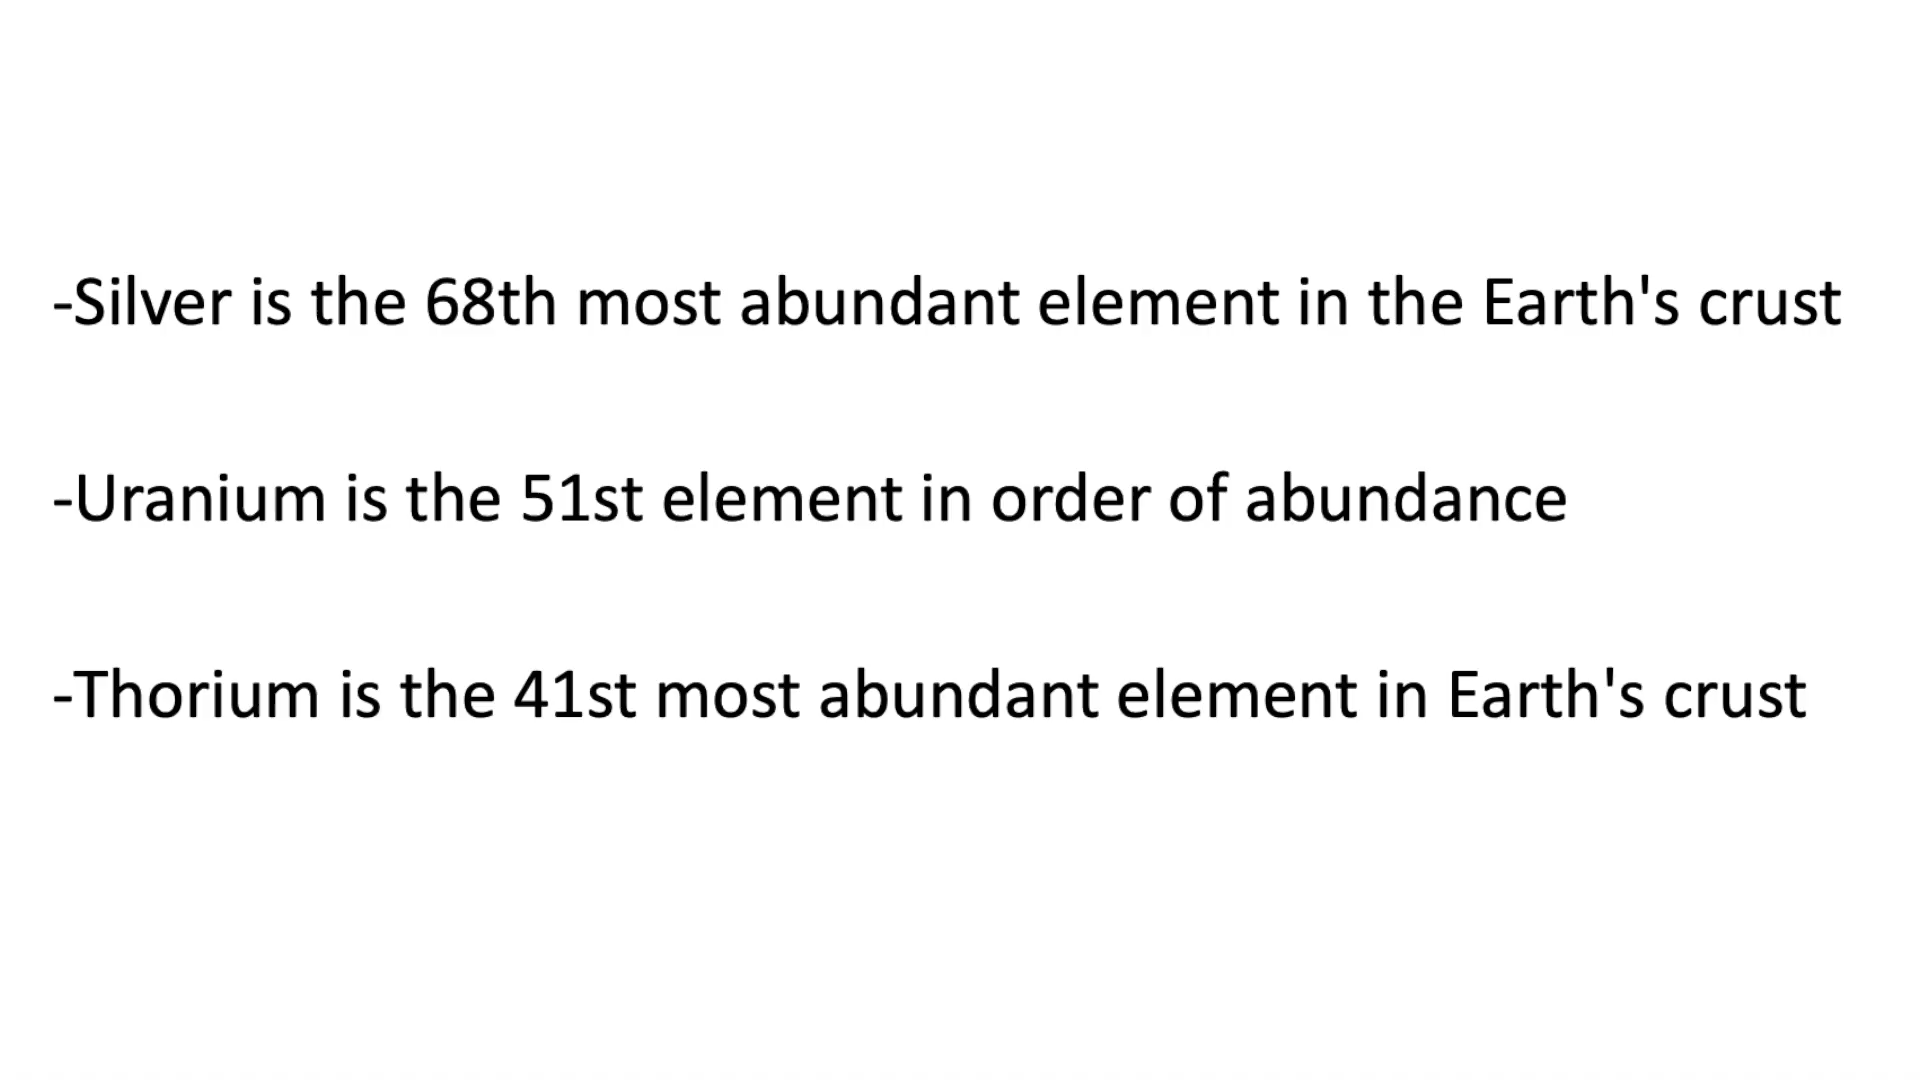 -Silver is the 68th most abundant element in the Earth's crust
-Uranium is the 51st element in order of abundance
-Thorium is the 41st most abundant element in Earth's crust